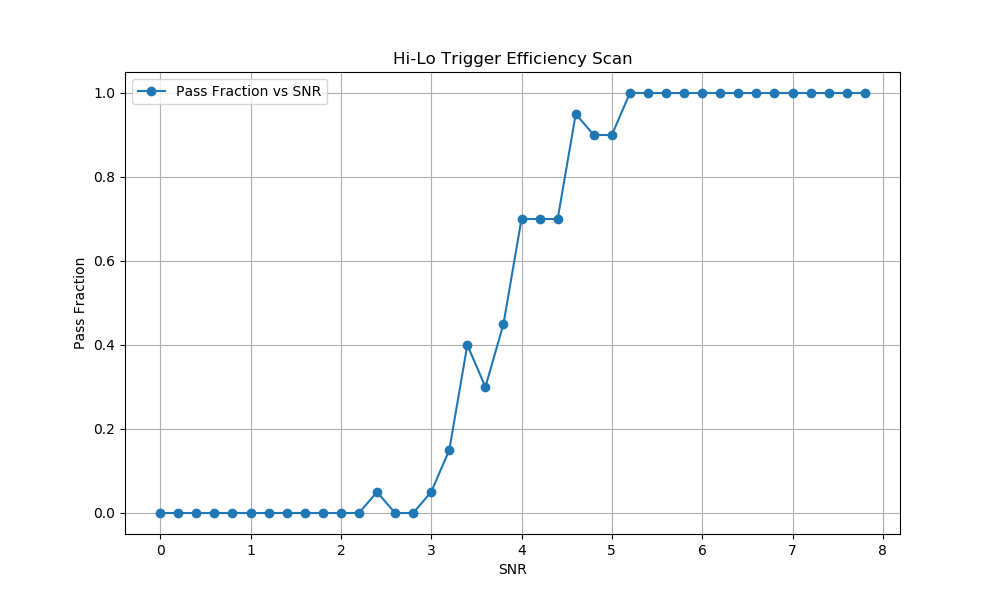 Hi-Lo Trigger Efficiency Scan
Pass Fraction vs SNR
Pass Fraction
1.0
0.8
0.6
0.4
0.2
0.0
0 1 2 3 4 5 6 7 8
SNR